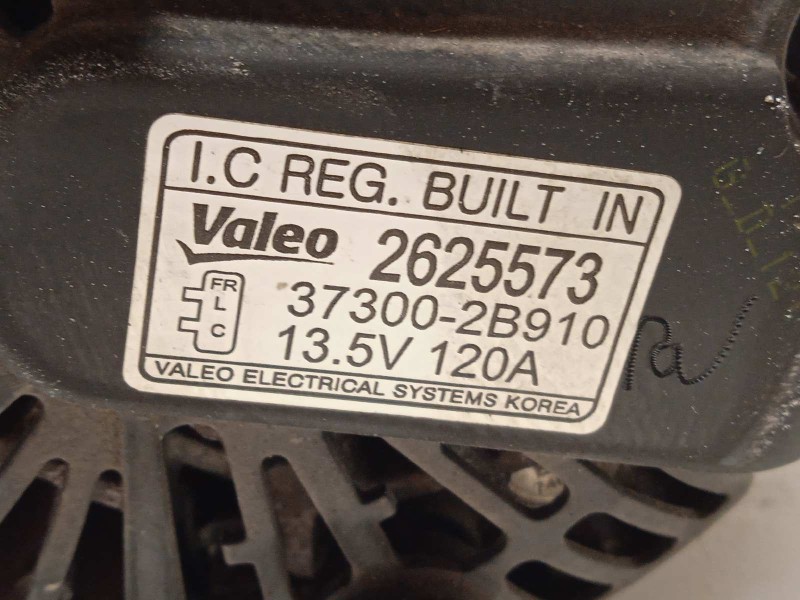 I.C REG. BUILT IN
Valeo 2625573
FR
L
C
37300-2B910
13.5V 120A
VALEO ELECTRICAL SYSTEMS KOREA